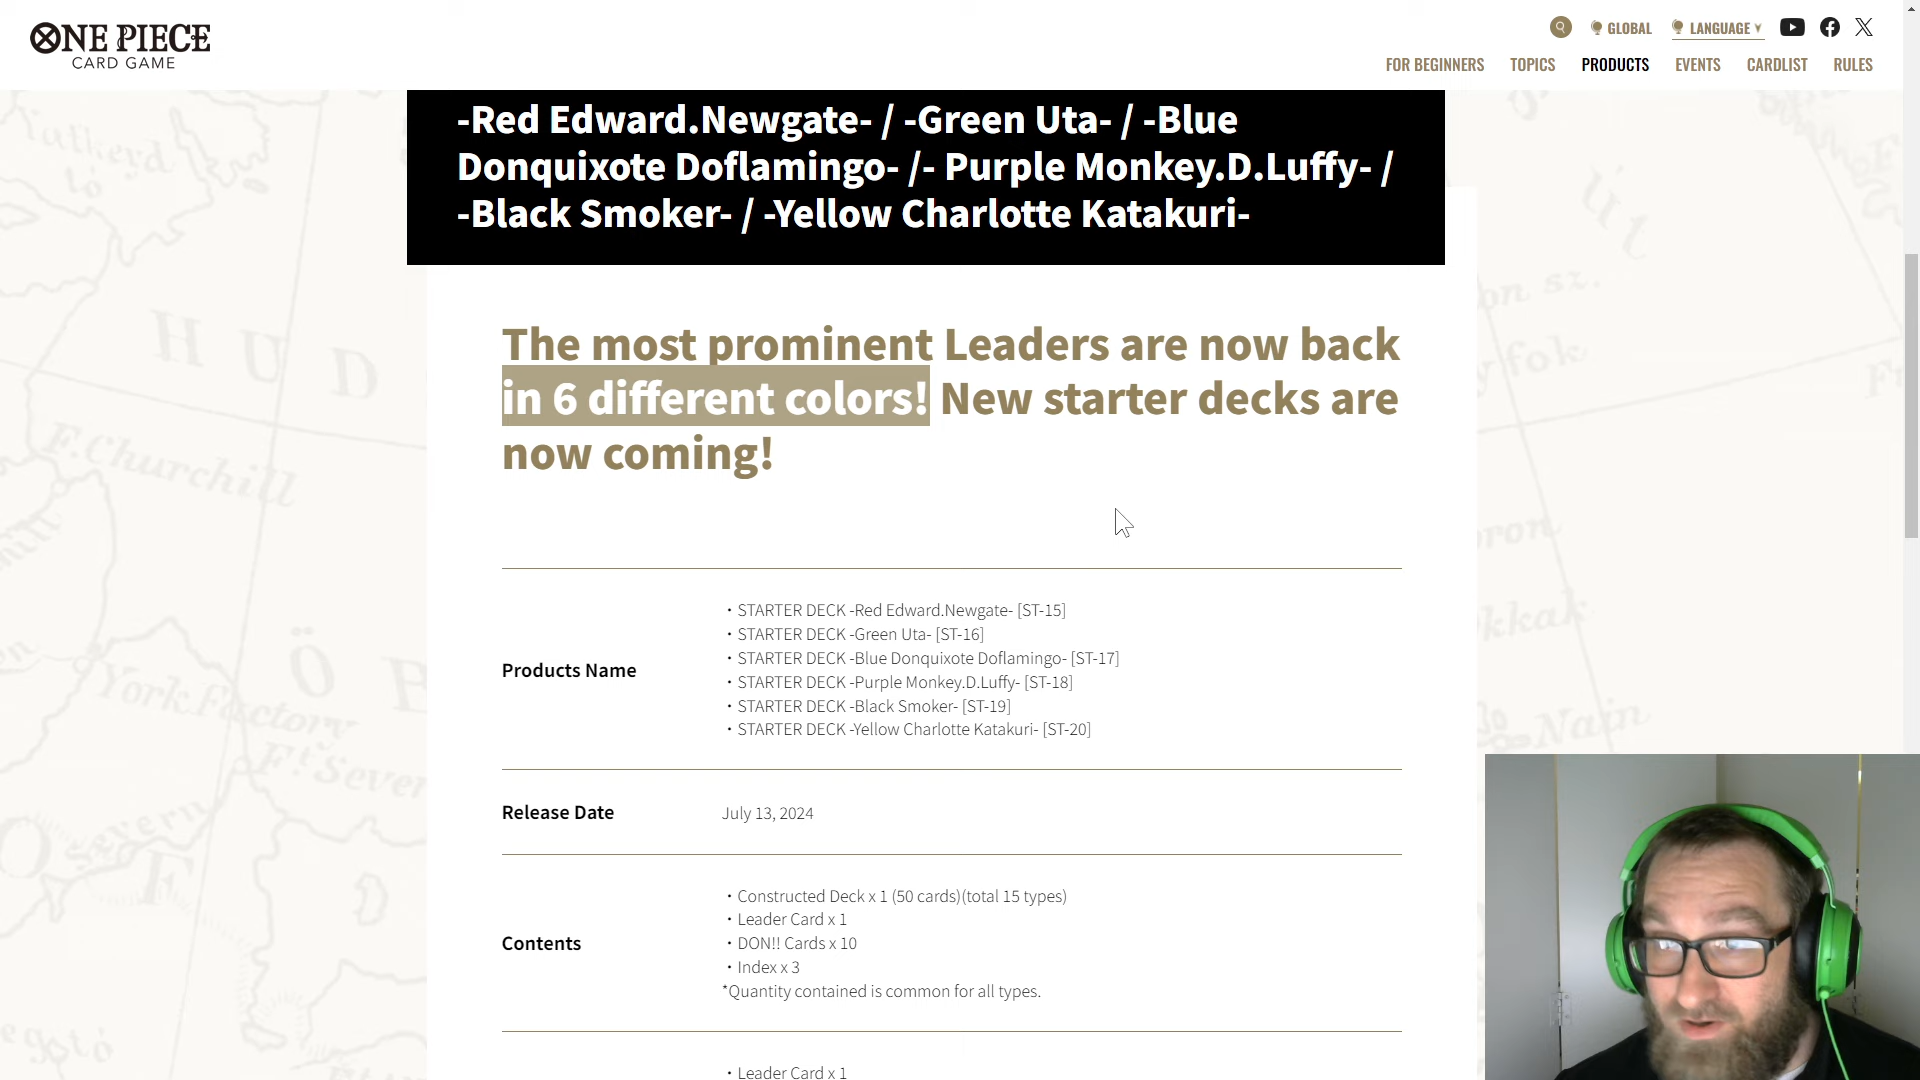 ONE PIECE
CARD GAME
GLOBAL
LANGUAGE
FOR BEGINNERS
TOPICS
PRODUCTS
EVENTS
CARDLIST
RULES
-Red Edward.Newgate- / -Green Uta- / -Blue
Donquixote Doflamingo- /- Purple Monkey.D.Luffy- /
-Black Smoker- / -Yellow Charlotte Katakuri-
The most prominent Leaders are now back
in 6 different colors! New starter decks are
now coming!
Products Name
・STARTER DECK -Red Edward.Newgate- [ST-15]
・STARTER DECK -Green Uta- [ST-16]
・STARTER DECK -Blue Donquixote Doflamingo- [ST-17]
・STARTER DECK -Purple Monkey.D.Luffy- [ST-18]
・STARTER DECK -Black Smoker- [ST-19]
・STARTER DECK -Yellow Charlotte Katakuri- [ST-20]
Release Date
July 13, 2024
Contents
・Constructed Deck x 1 (50 cards)(total 15 types)
・Leader Card x 1
・DON!! Cards x 10
・Index x 3
*Quantity contained is common for all types.
・Leader Card x 1
H U D
F.Churchill
York Factory